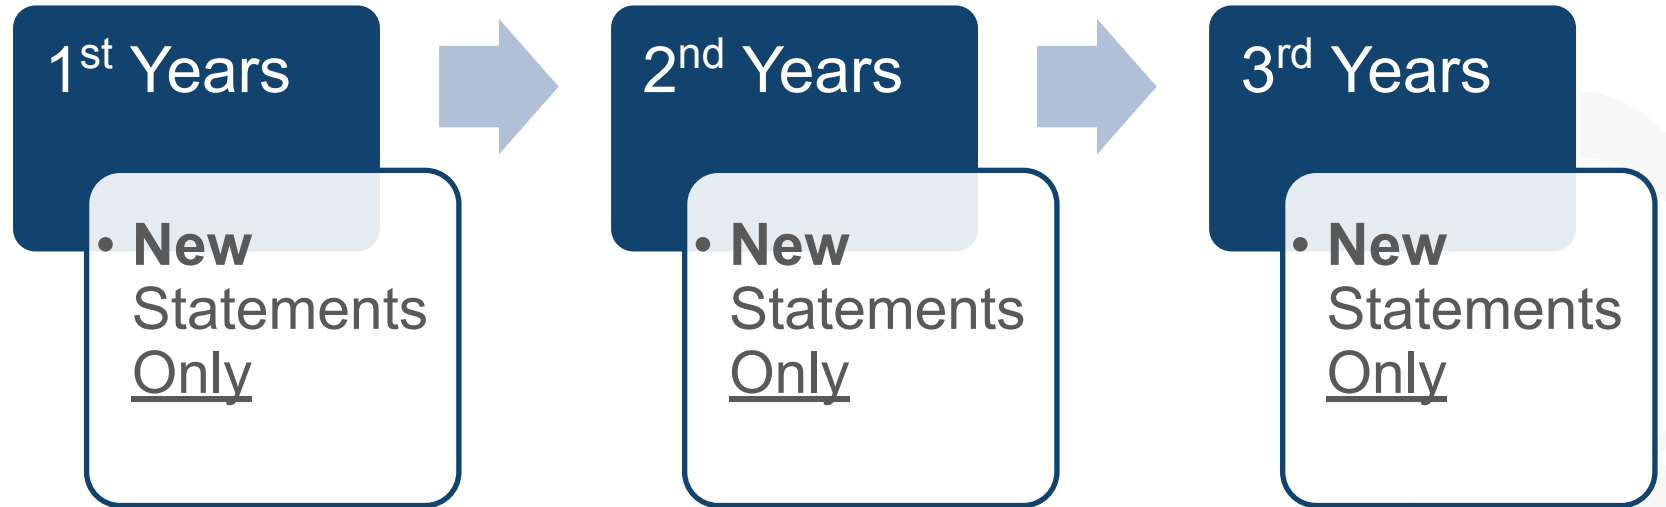 1st Years
• New
Statements
Only
2nd Years
• New
Statements
Only
3rd Years
• New
Statements
Only